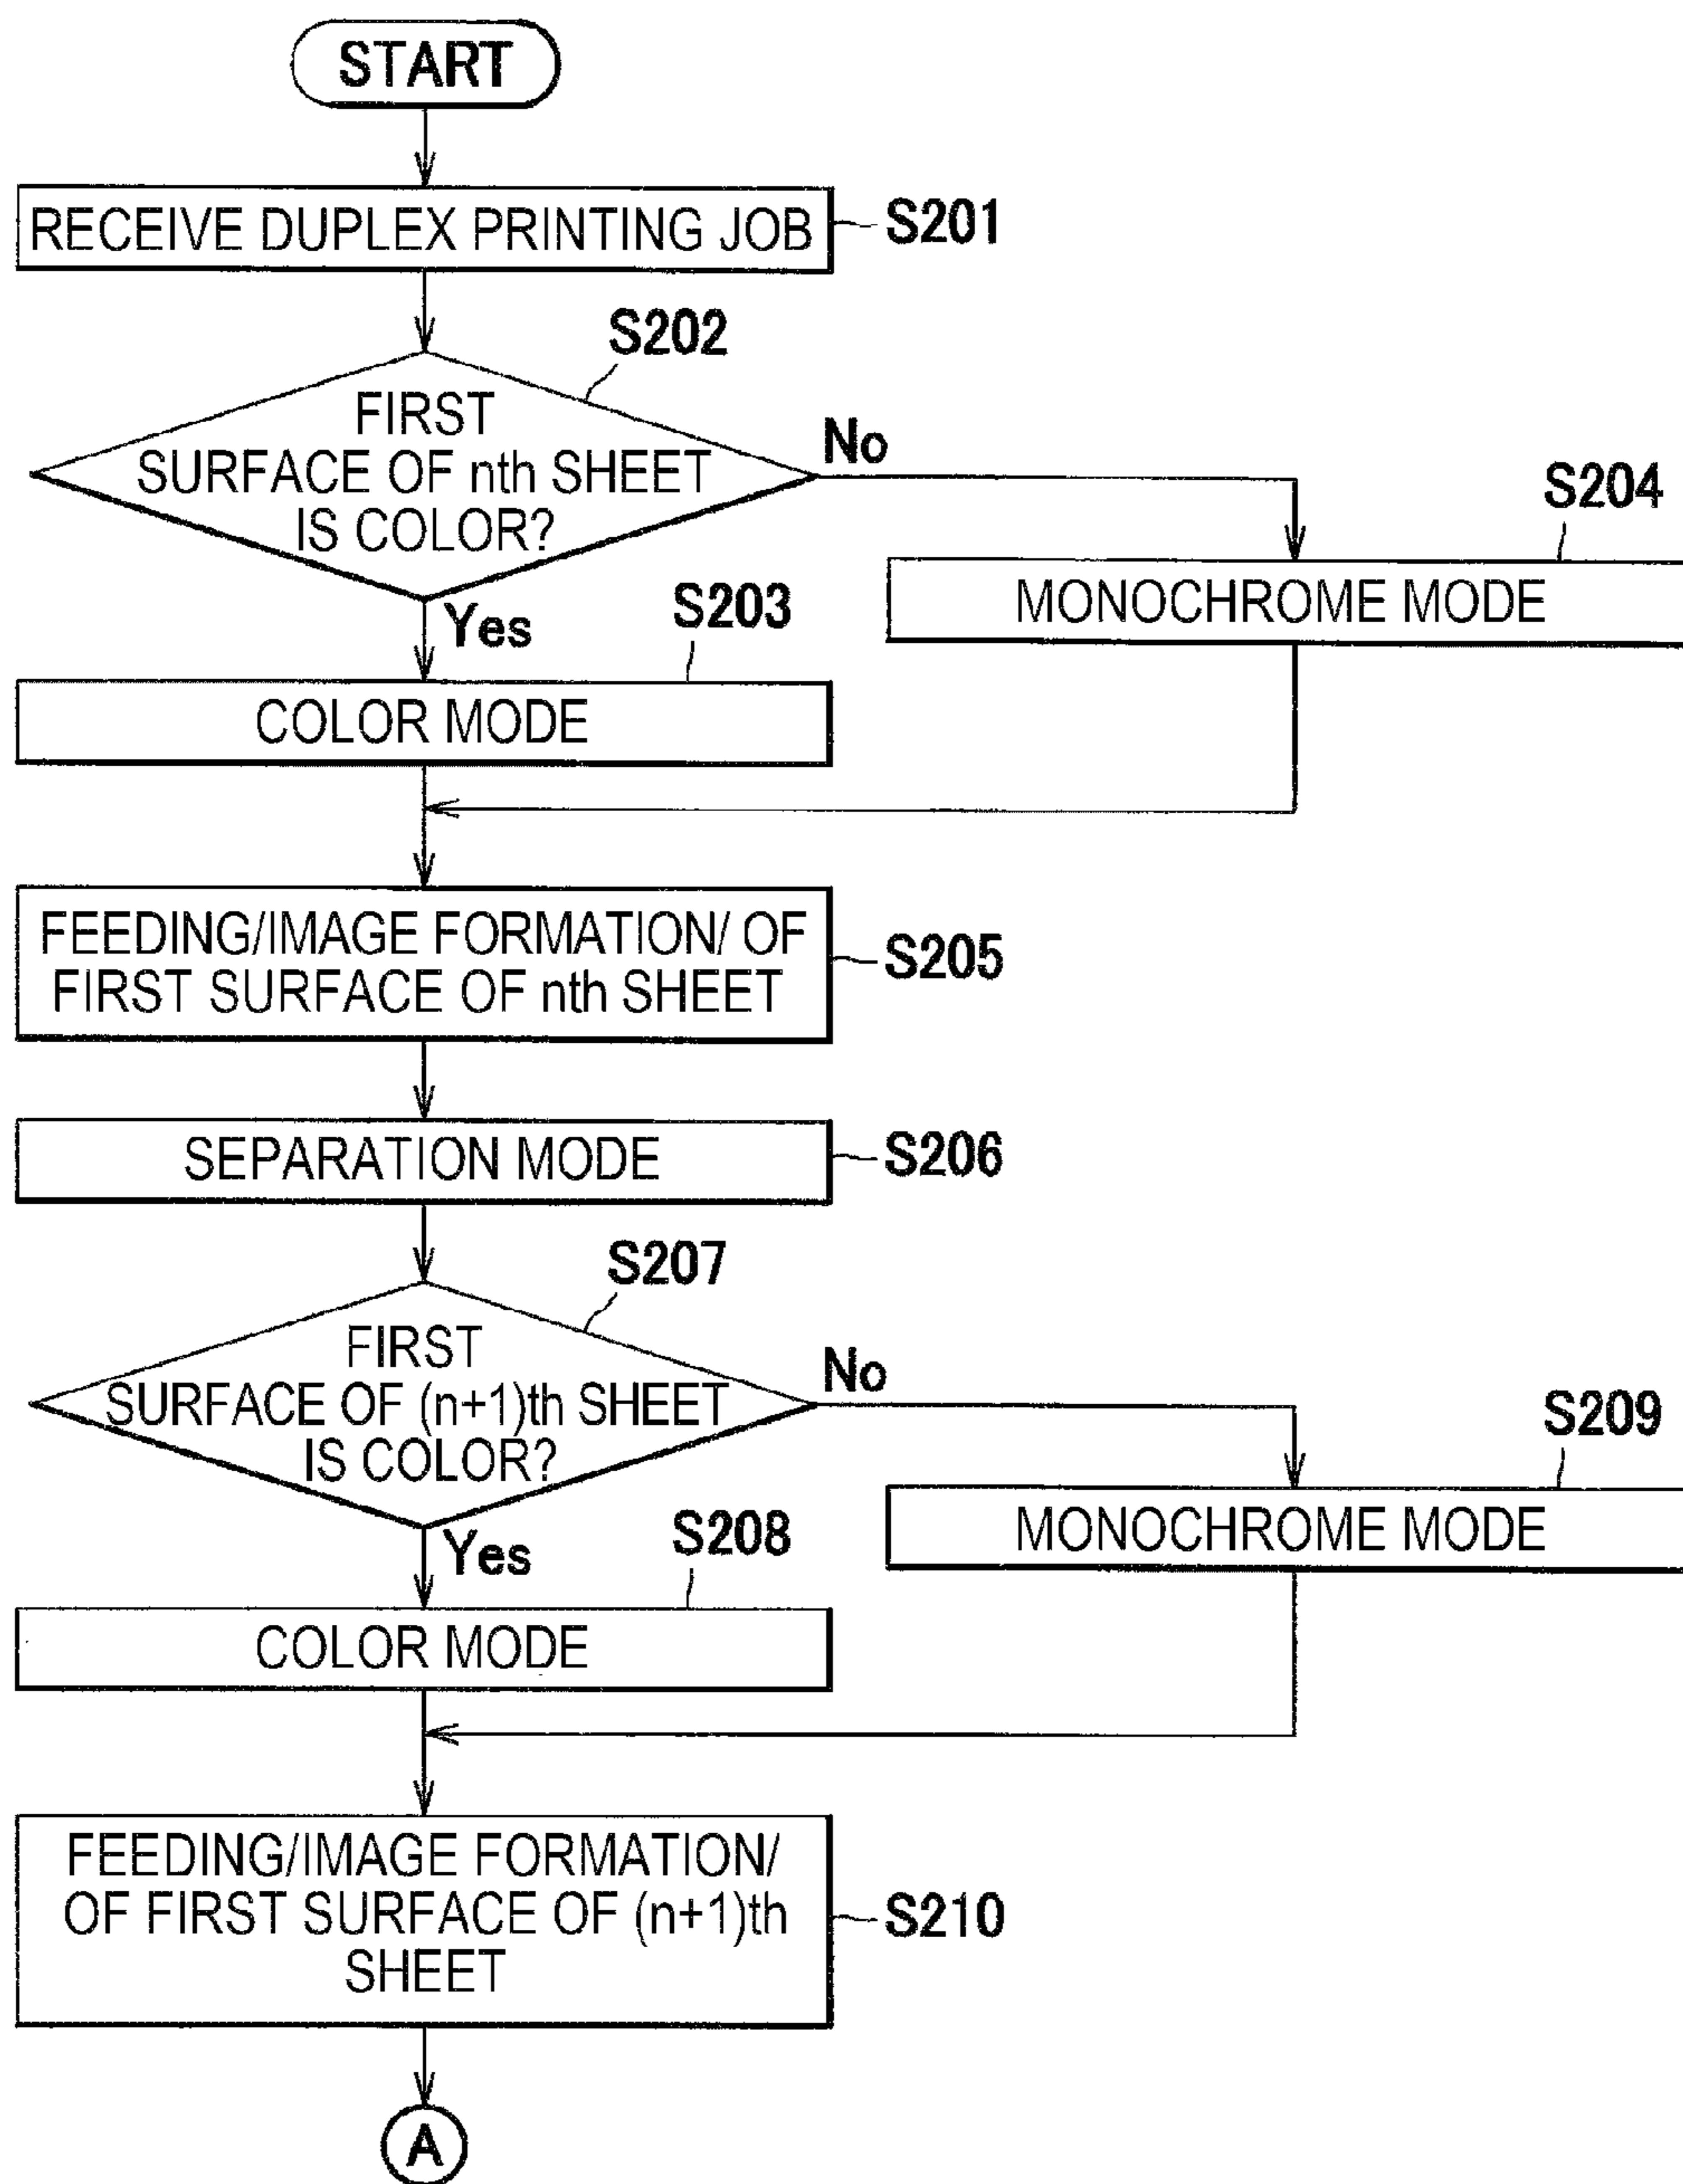 START
RECEIVE DUPLEX PRINTING JOB
S201
S202
FIRST
SURFACE OF nth SHEET
IS COLOR?
No
S204
MONOCHROME MODE
Yes
S203
COLOR MODE
FEEDING/IMAGE FORMATION/ OF
FIRST SURFACE OF nth SHEET
S205
SEPARATION MODE
S206
S207
FIRST
SURFACE OF (n+1)th SHEET
IS COLOR?
No
S209
MONOCHROME MODE
Yes
S208
COLOR MODE
FEEDING/IMAGE FORMATION/
OF FIRST SURFACE OF (n+1)th
SHEET
S210
A